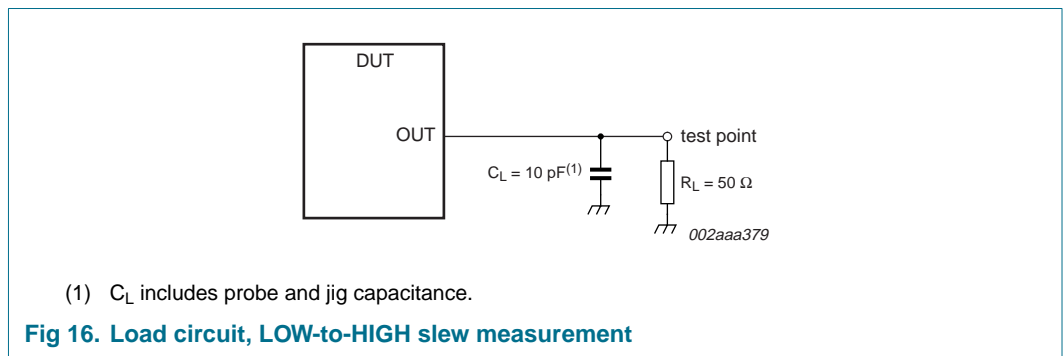 DUT
OUT
test point
C_L = 10 pF(1)
R_L = 50 Ω
002aaa379
(1) C_L includes probe and jig capacitance.
Fig 16. Load circuit, LOW-to-HIGH slew measurement